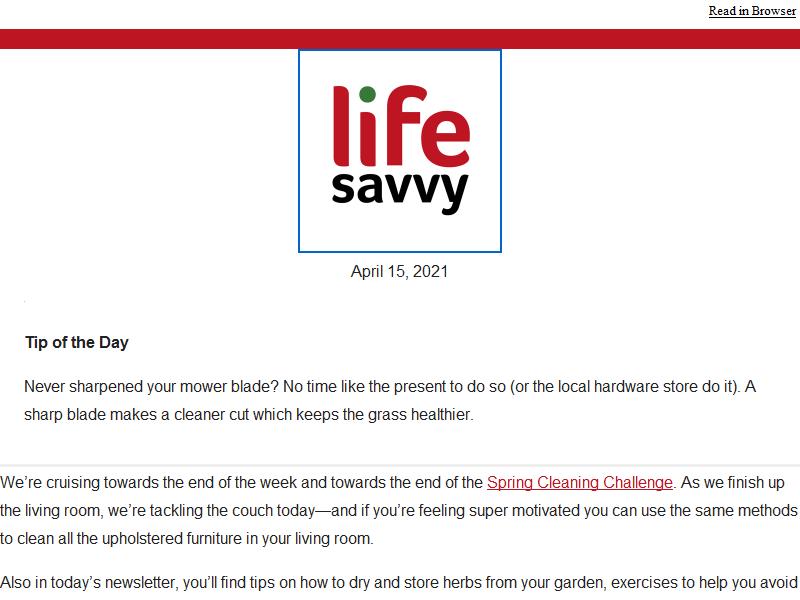 Read in Browser
life
savvy
April 15, 2021
Tip of the Day
Never sharpened your mower blade? No time like the present to do so (or the local hardware store do it). A
sharp blade makes a cleaner cut which keeps the grass healthier.
We’re cruising towards the end of the week and towards the end of the Spring Cleaning Challenge. As we finish up
the living room, we’re tackling the couch today—and if you’re feeling super motivated you can use the same methods
to clean all the upholstered furniture in your living room.
Also in today’s newsletter, you’ll find tips on how to dry and store herbs from your garden, exercises to help you avoid